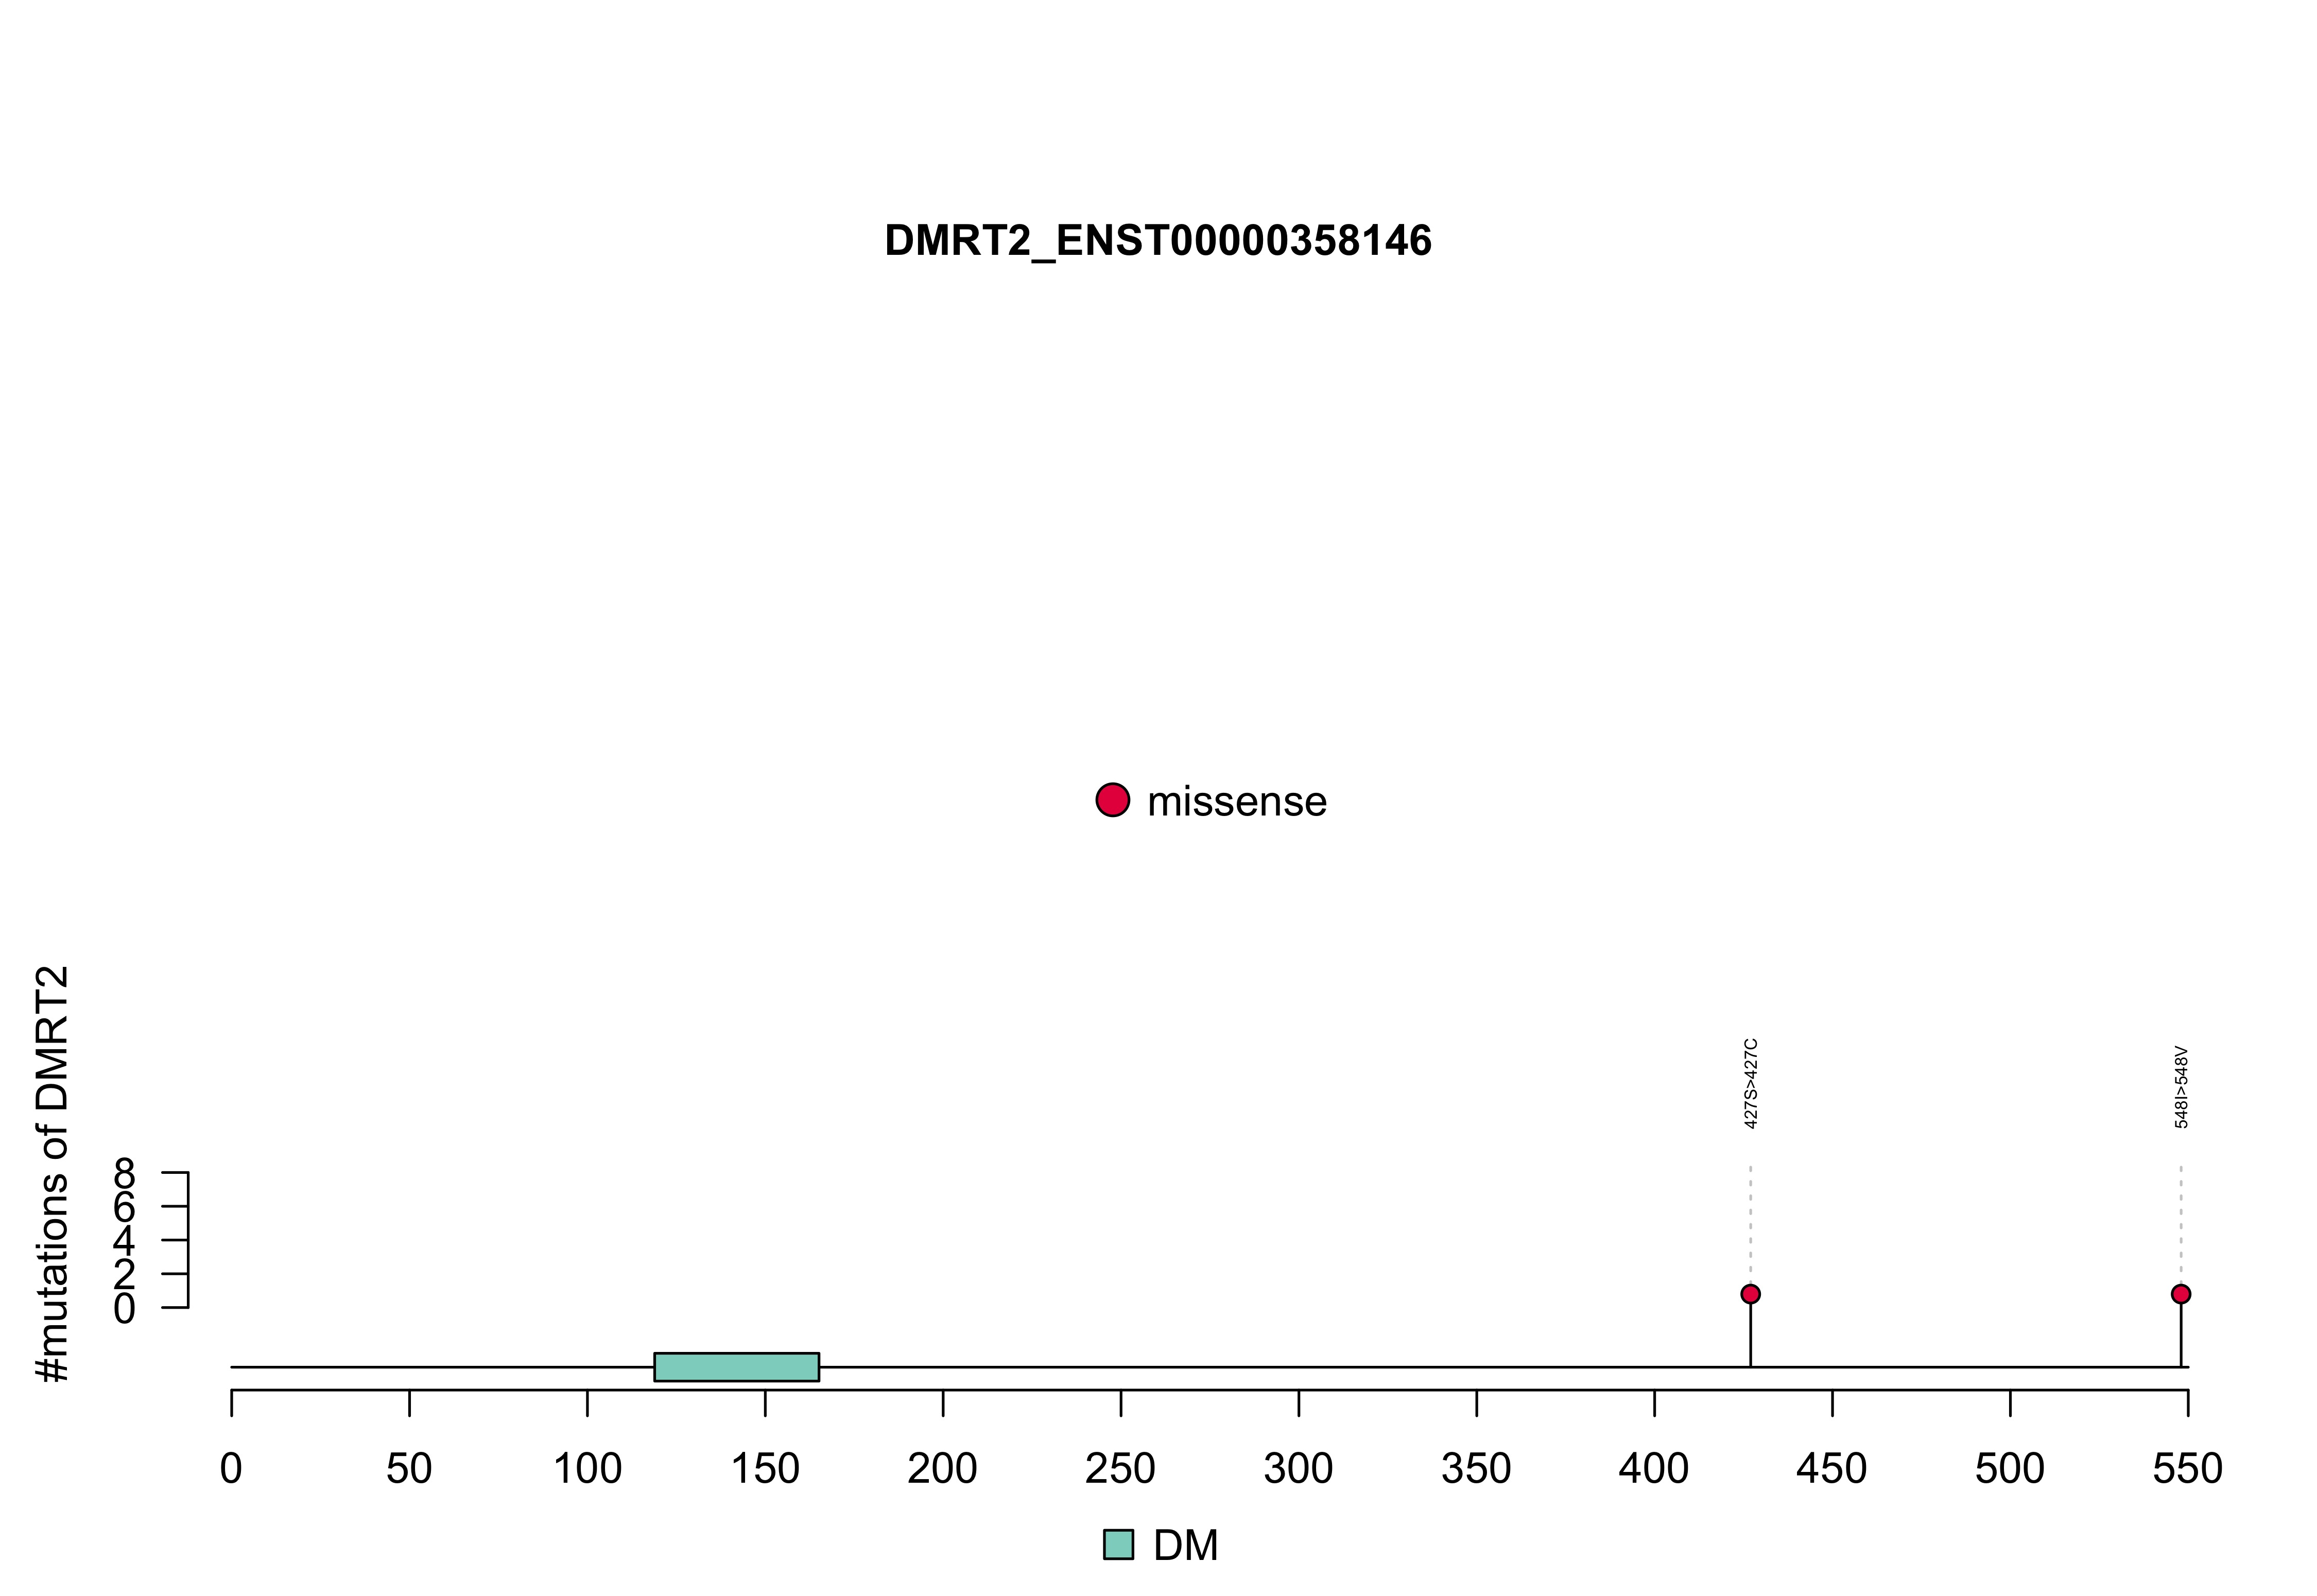 DMRT2_ENST00000358146
missense
#mutations of DMRT2
427S>427C
548I>548V
8
6
4
2
0
0 50 100 150 200 250 300 350 400 450 500 550
DM